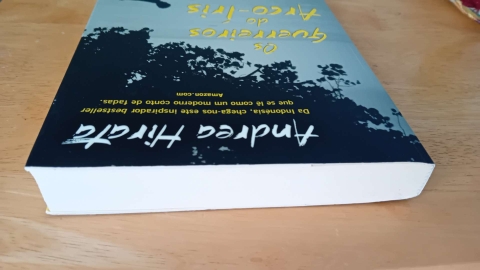 Andrea Hirata
Da Indonésia, chega-nos este inspirador bestseller
que se lê como um moderno conto de fadas.
Amazon.com
Os
Guerreiros
do
Arco-Íris